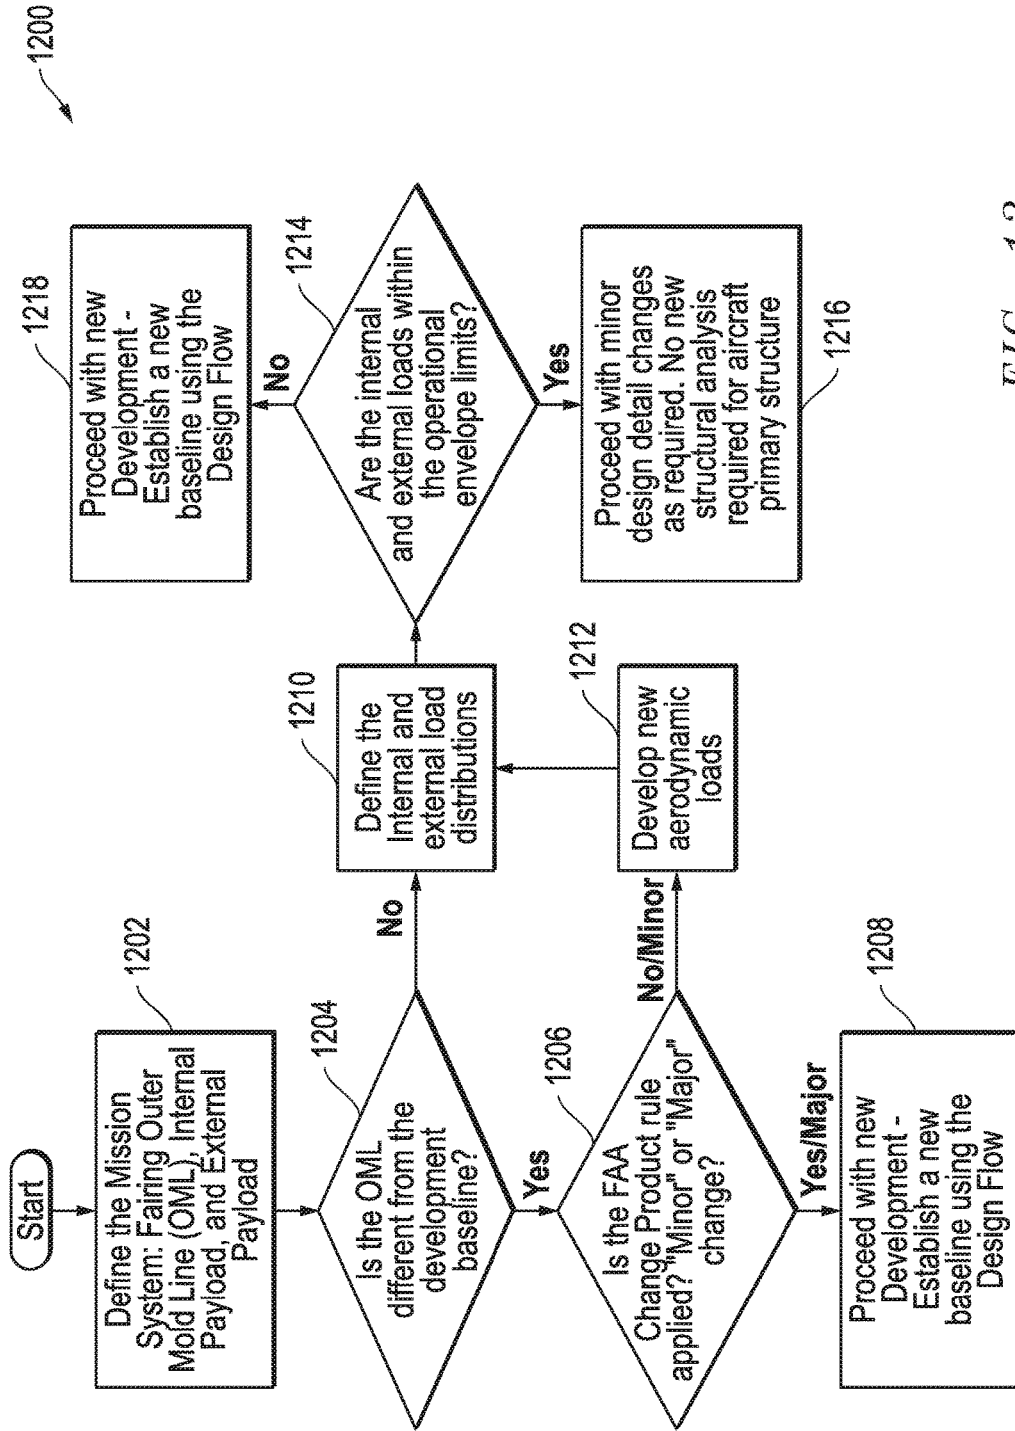 1200
Start
Define the Mission
System: Fairing Outer
Mold Line (OML), Internal
Payload, and External
Payload
1202
Is the OML
different from the
development
baseline?
1204
No
Yes
Is the FAA
Change Product rule
applied? "Minor" or "Major"
change?
1206
No/Minor
Yes/Major
Proceed with new
Development -
Establish a new
baseline using the
Design Flow
1208
Define the
Internal and
external load
distributions
1210
Develop new
aerodynamic
loads
1212
Are the internal
and external loads within
the operational
envelope limits?
1214
No
Yes
Proceed with new
Development -
Establish a new
baseline using the
Design Flow
1218
Proceed with minor
design detail changes
as required. No new
structural analysis
required for aircraft
primary structure
1216
FIG.